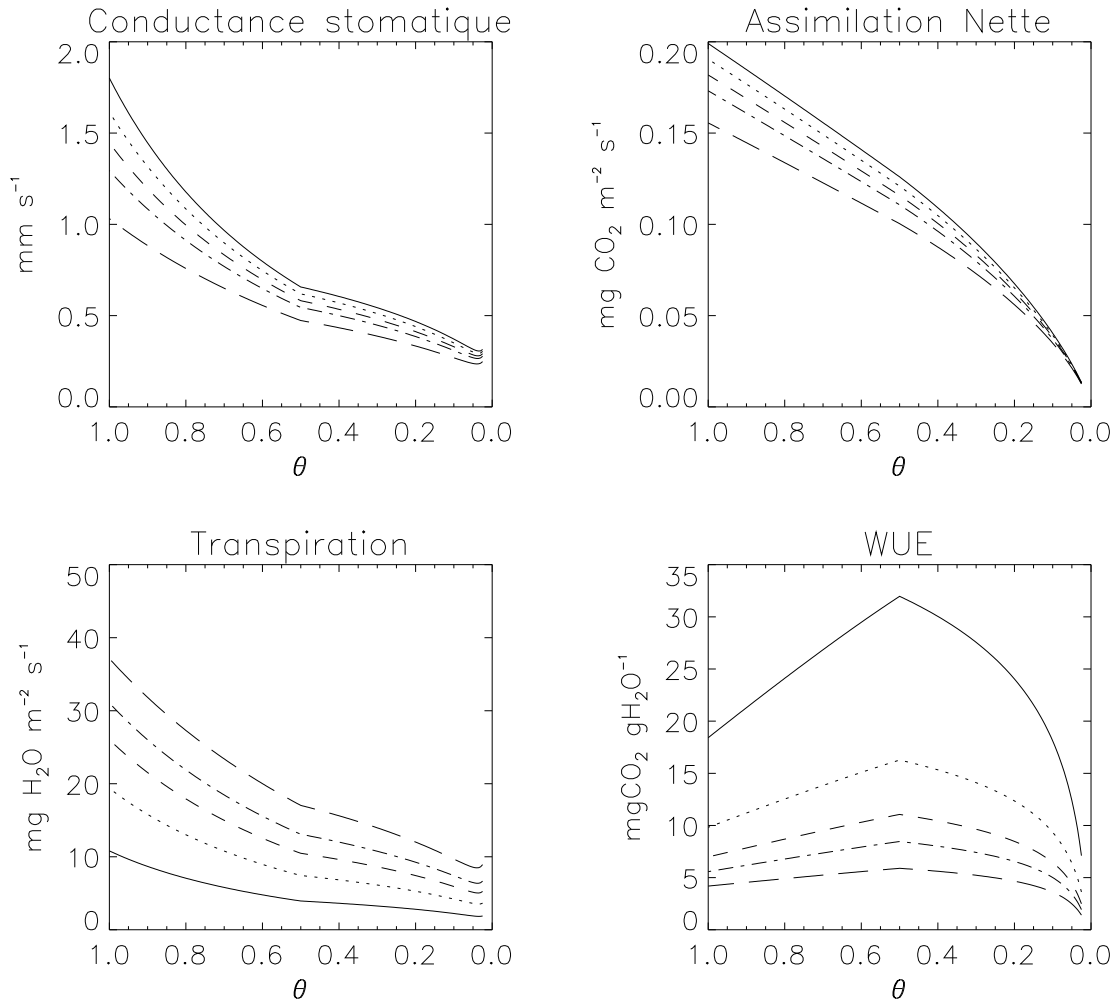 Conductance stomatique
2.0
1.5
1.0
0.5
0.0
mm s⁻¹
1.0 0.8 0.6 0.4 0.2 0.0
θ
Assimilation Nette
0.20
0.15
0.10
0.05
0.00
mg CO₂ m⁻² s⁻¹
1.0 0.8 0.6 0.4 0.2 0.0
θ
Transpiration
50
40
30
20
10
0
mg H₂O m⁻² s⁻¹
1.0 0.8 0.6 0.4 0.2 0.0
θ
WUE
35
30
25
20
15
10
5
0
mgCO₂ gH₂O⁻¹
1.0 0.8 0.6 0.4 0.2 0.0
θ